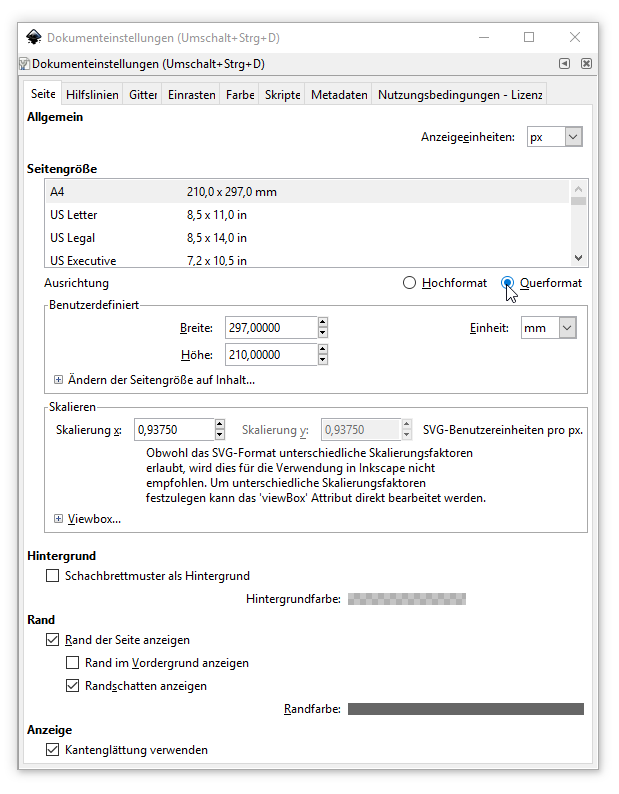 Dokumenteinstellungen (Umschalt+Strg+D)
Dokumenteinstellungen (Umschalt+Strg+D)
Seite Hilfslinien Gitter Einrasten Farbe Skripte Metadaten Nutzungsbedingungen - Lizenz
Allgemein
Anzeigeeinheiten: px
Seitengröße
A4 210,0 x 297,0 mm
US Letter 8,5 x 11,0 in
US Legal 8,5 x 14,0 in
US Executive 7,2 x 10,5 in
Ausrichtung Hochformat Querformat
Benutzerdefiniert
Breite: 297,00000 Einheit: mm
Höhe: 210,00000
Ändern der Seitengröße auf Inhalt...
Skalieren
Skalierung x: 0,93750 Skalierung y: 0,93750 SVG-Benutzereinheiten pro px.
Obwohl das SVG-Format unterschiedliche Skalierungsfaktoren
erlaubt, wird dies für die Verwendung in Inkscape nicht
empfohlen. Um unterschiedliche Skalierungsfaktoren
festzulegen kann das 'viewBox' Attribut direkt bearbeitet werden.
Viewbox...
Hintergrund
Schachbrettmuster als Hintergrund
Hintergrundfarbe:
Rand
Rand der Seite anzeigen
Rand im Vordergrund anzeigen
Randschatten anzeigen
Randfarbe:
Anzeige
Kantenglättung verwenden